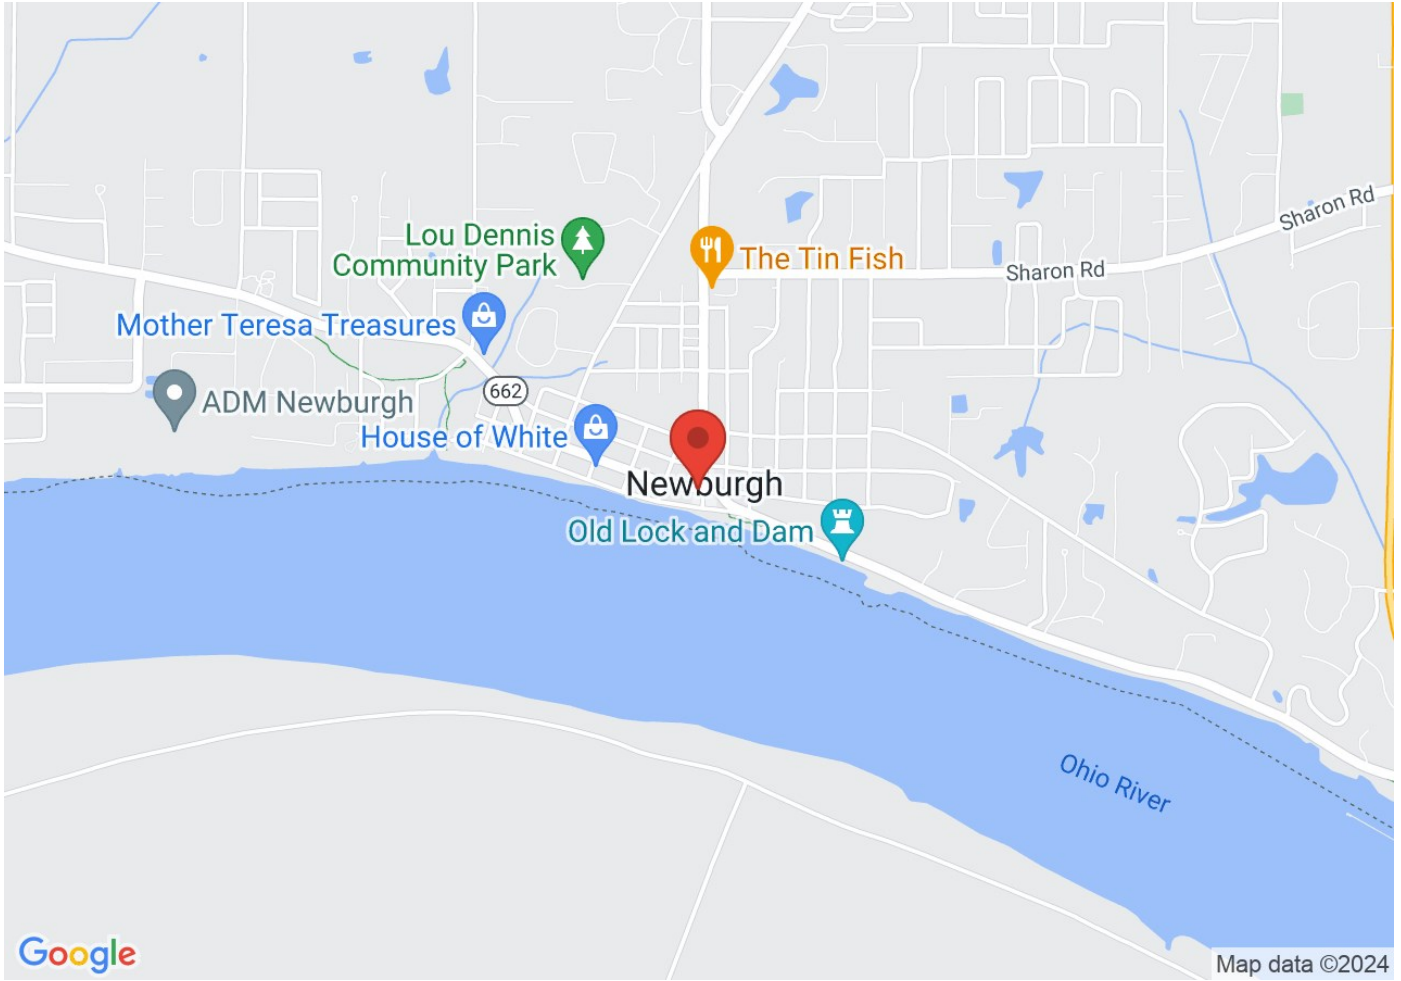 Sharon Rd
Lou Dennis
Community Park
The Tin Fish
Sharon Rd
Mother Teresa Treasures
662
ADM Newburgh
House of White
Newburgh
Old Lock and Dam
Ohio River
Google
Map data ©2024